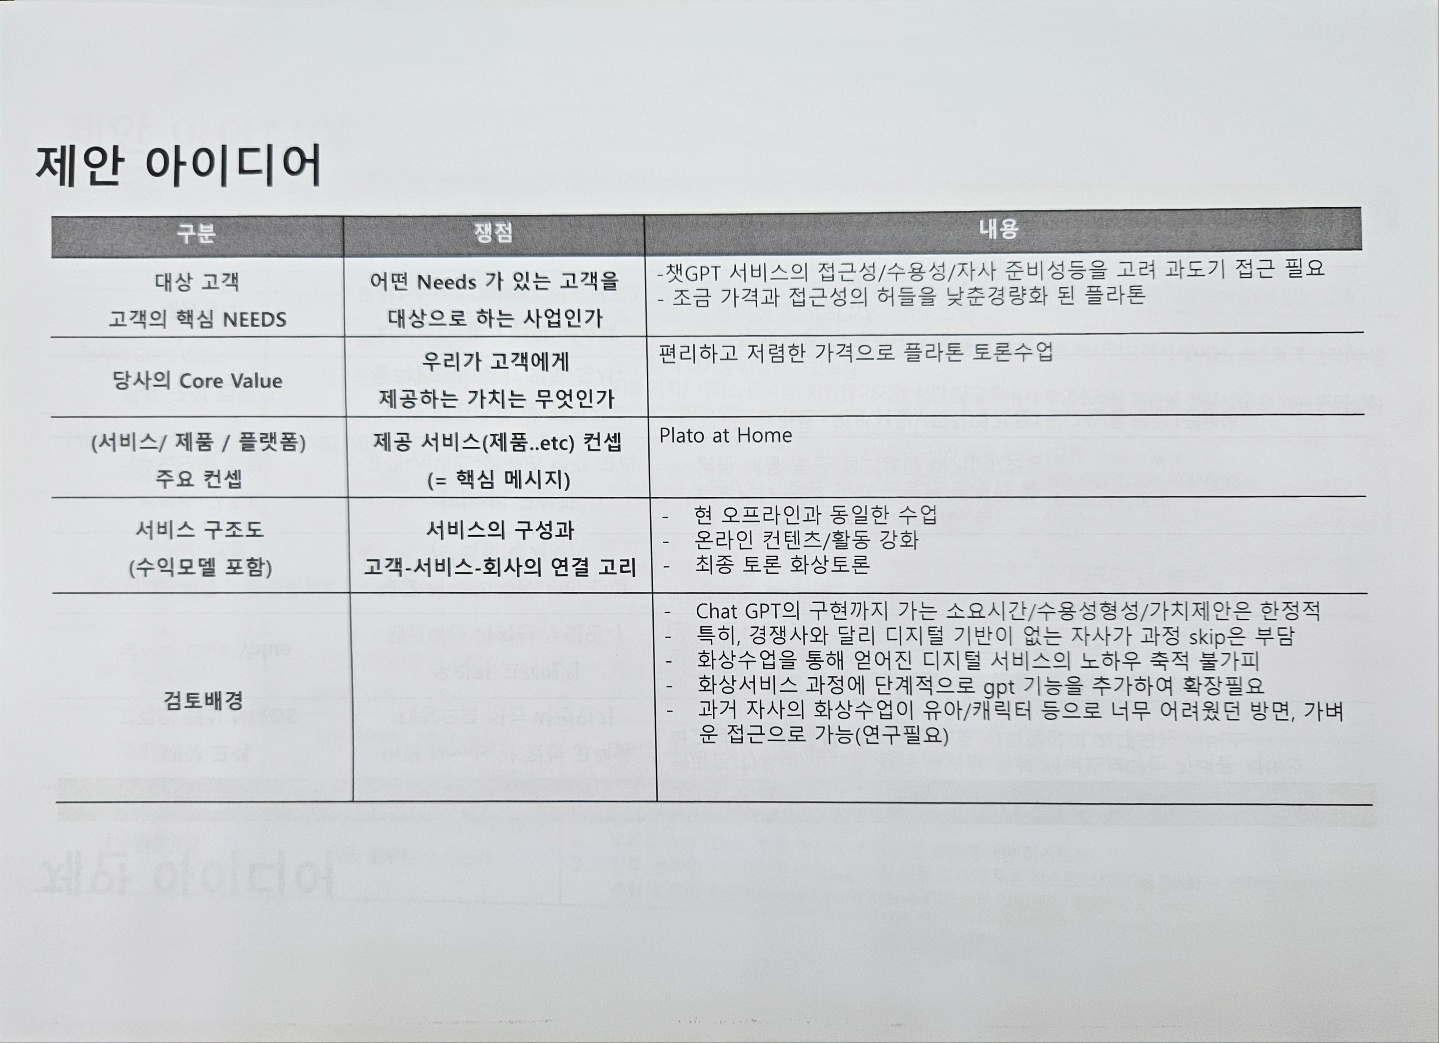 제안 아이디어
구분 쟁점 내용
대상 고객
고객의 핵심 NEEDS
어떤 Needs 가 있는 고객을
대상으로 하는 사업인가
-챗GPT 서비스의 접근성/수용성/자사 준비성등을 고려 과도기 접근 필요
- 조금 가격과 접근성의 허들을 낮춘경량화 된 플라톤
당사의 Core Value
우리가 고객에게
제공하는 가치는 무엇인가
편리하고 저렴한 가격으로 플라톤 토론수업
(서비스/ 제품 / 플랫폼)
주요 컨셉
제공 서비스(제품..etc) 컨셉
(= 핵심 메시지)
Plato at Home
서비스 구조도
(수익모델 포함)
서비스의 구성과
고객-서비스-회사의 연결 고리
- 현 오프라인과 동일한 수업
- 온라인 컨텐츠/활동 강화
- 최종 토론 화상토론
검토배경
- Chat GPT의 구현까지 가는 소요시간/수용성형성/가치제안은 한정적
- 특히, 경쟁사와 달리 디지털 기반이 없는 자사가 과정 skip은 부담
- 화상수업을 통해 얻어진 디지털 서비스의 노하우 축적 불가피
- 화상서비스 과정에 단계적으로 gpt 기능을 추가하여 확장필요
- 과거 자사의 화상수업이 유아/캐릭터 등으로 너무 어려웠던 방면, 가벼
운 접근으로 가능(연구필요)